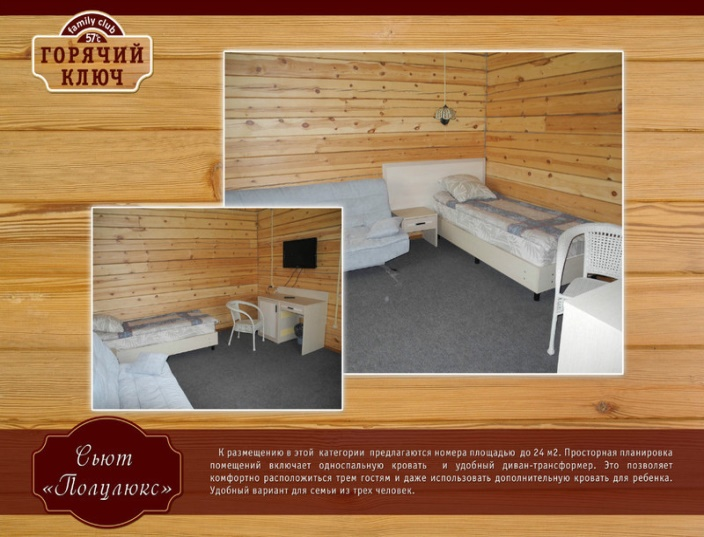 family club
57°C
ГОРЯЧИЙ
КЛЮЧ
Сьют
«Полулюкс»
К размещению в этой категории предлагаются номера площадью до 24 м2. Просторная планировка
помещений включает односпальную кровать и удобный диван-трансформер. Это позволяет
комфортно расположиться трем гостям и даже использовать дополнительную кровать для ребенка.
Удобный вариант для семьи из трех человек.